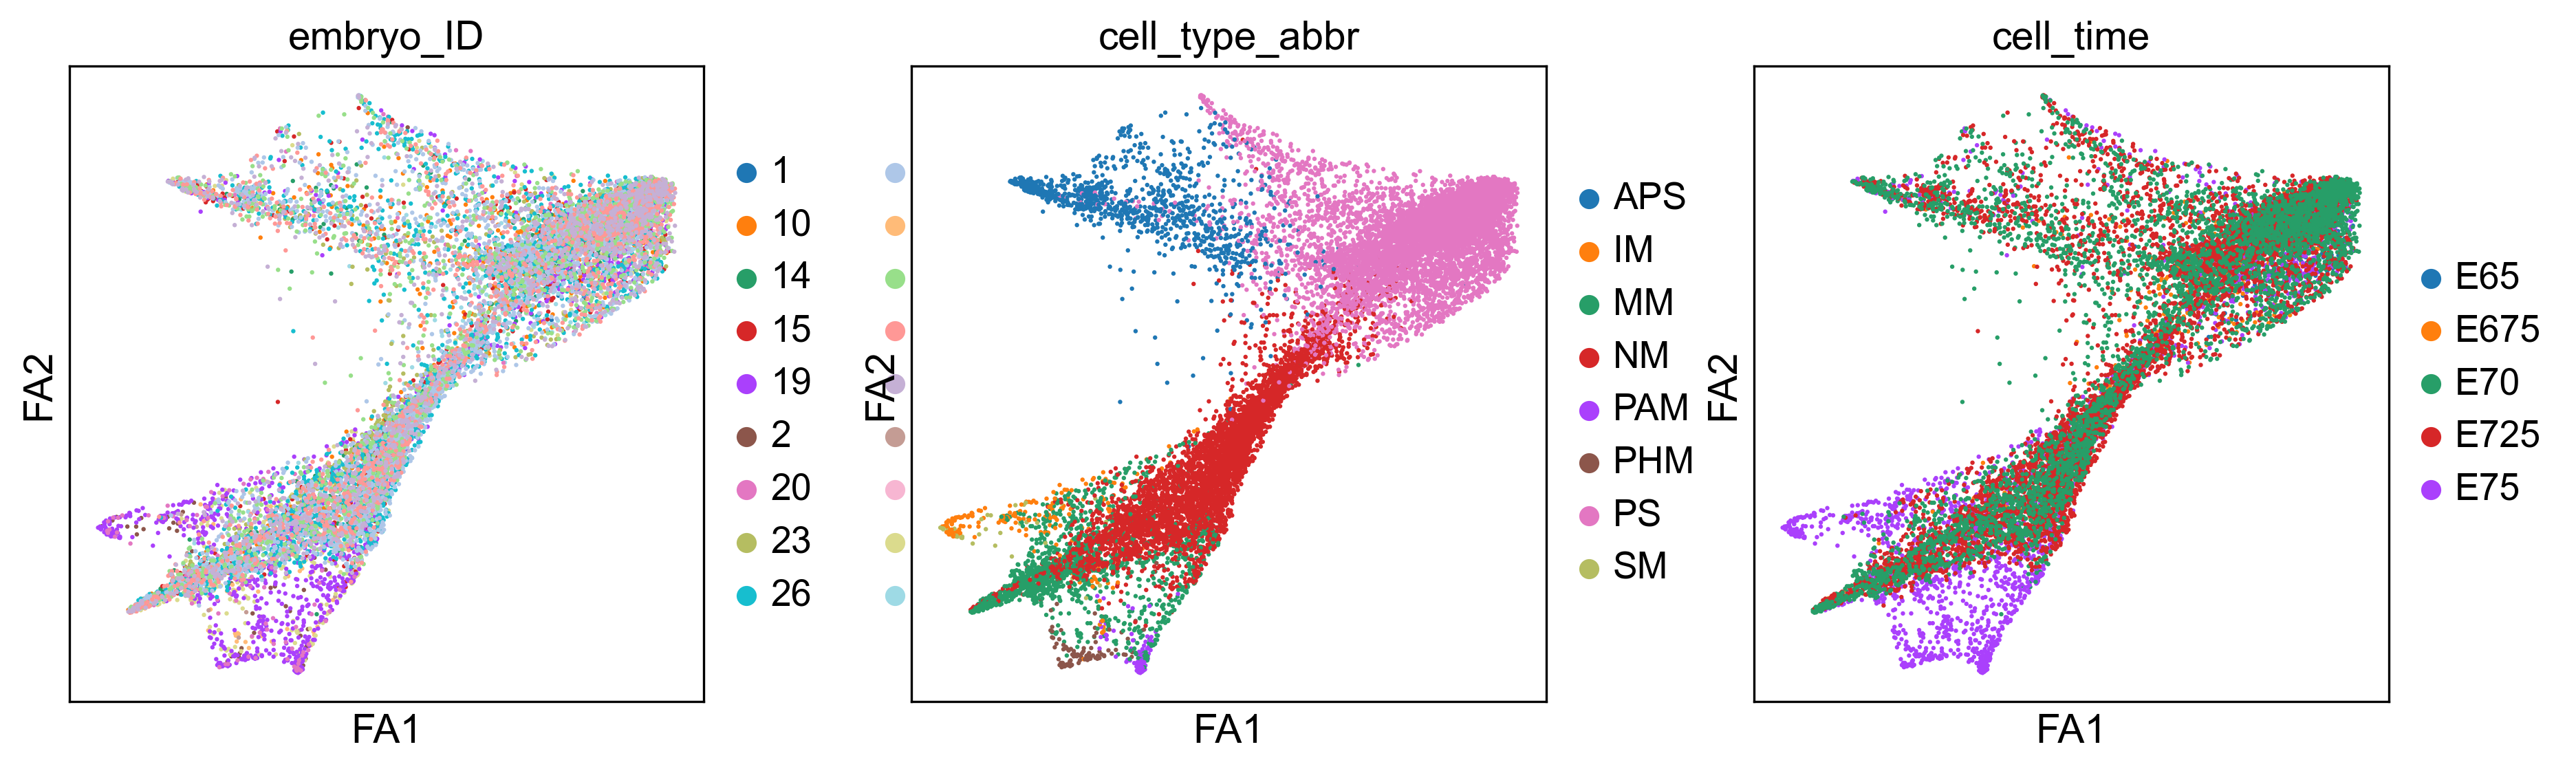 embryo_ID
FA2
FA1
1
10
14
15
19
2
20
23
26
cell_type_abbr
FA2
FA1
APS
IM
MM
NM
PAM
PHM
PS
SM
cell_time
FA2
FA1
E65
E675
E70
E725
E75